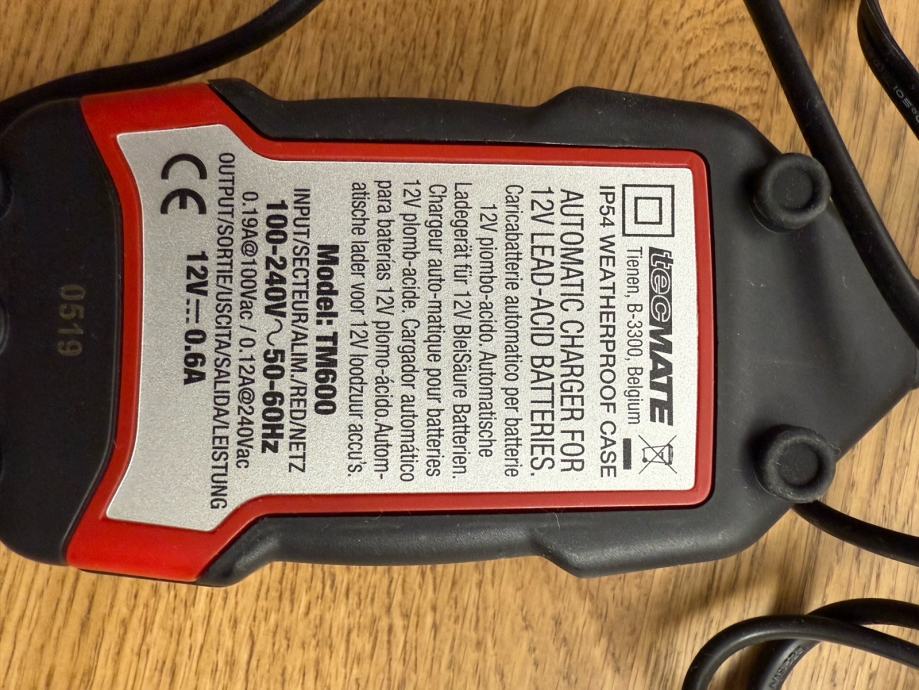 tecMATE
Tienen, B-3300, Belgium
IP54 WEATHERPROOF CASE
AUTOMATIC CHARGER FOR
12V LEAD-ACID BATTERIES.
Caricabatterie automatico per batterie
12V piombo-acido. Automatische
Ladegerät für 12V BleiSäure Batterien.
Chargeur auto-matique pour batteries
12V plomb-acide. Cargador automático
para baterías 12V plomo-ácido.Autom-
atische lader voor 12V loodzuur accu's.
Model: TM600
INPUT/SECTEUR/ALIM./RED/NETZ
100-240V~50-60Hz
0.19A@100Vac / 0.12A@240Vac
OUTPUT/SORTIE/USCITA/SALIDA/LEISTUNG
CE 12V⎓0.6A
0519